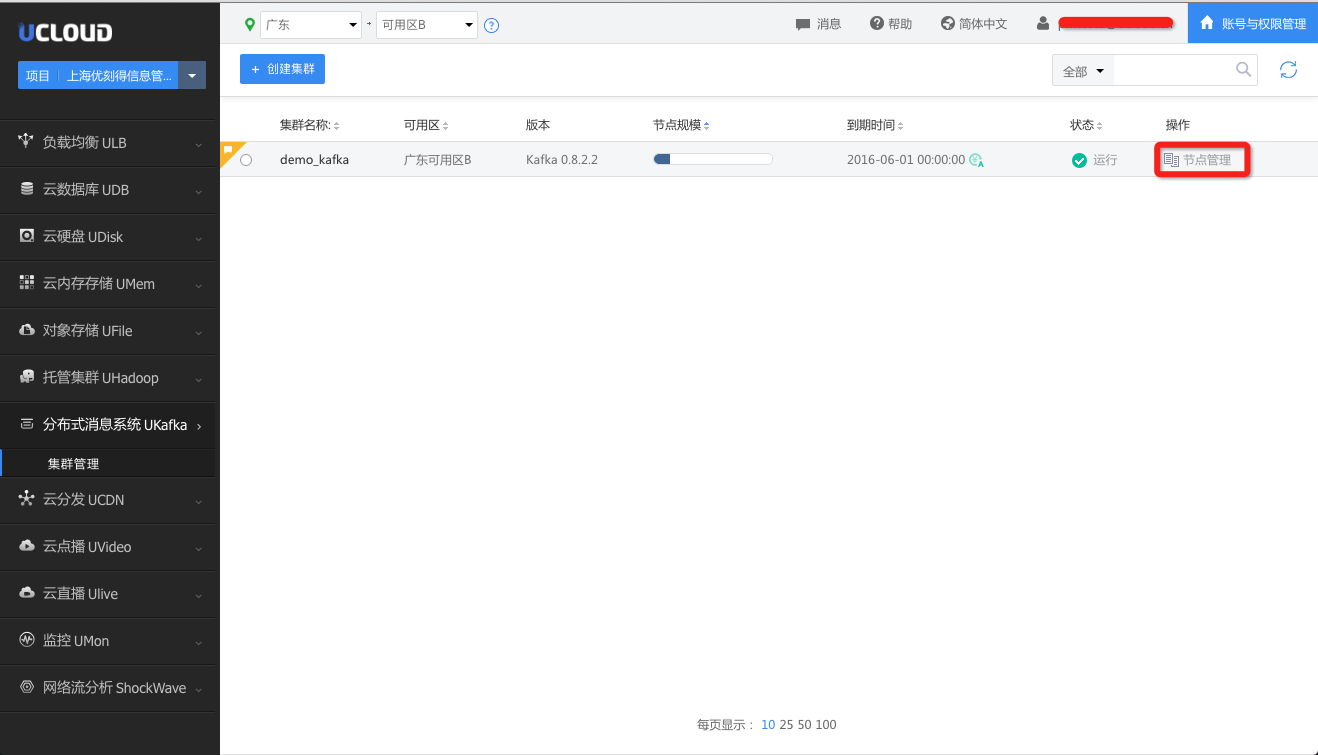 UCLOUD
项目 上海优刻得信息管...
负载均衡 ULB
云数据库 UDB
云硬盘 UDisk
云内存存储 UMem
对象存储 UFile
托管集群 UHadoop
分布式消息系统 UKafka
集群管理
云分发 UCDN
云点播 UVideo
云直播 Ulive
监控 UMon
网络流分析 ShockWave
广东 - 可用区B ? 消息 ? 帮助 简体中文 账号与权限管理
+ 创建集群 全部
集群名称: 可用区 版本 节点规模 到期时间 状态 操作
demo_kafka 广东可用区B Kafka 0.8.2.2 2016-06-01 00:00:00 运行 节点管理
每页显示： 10 25 50 100